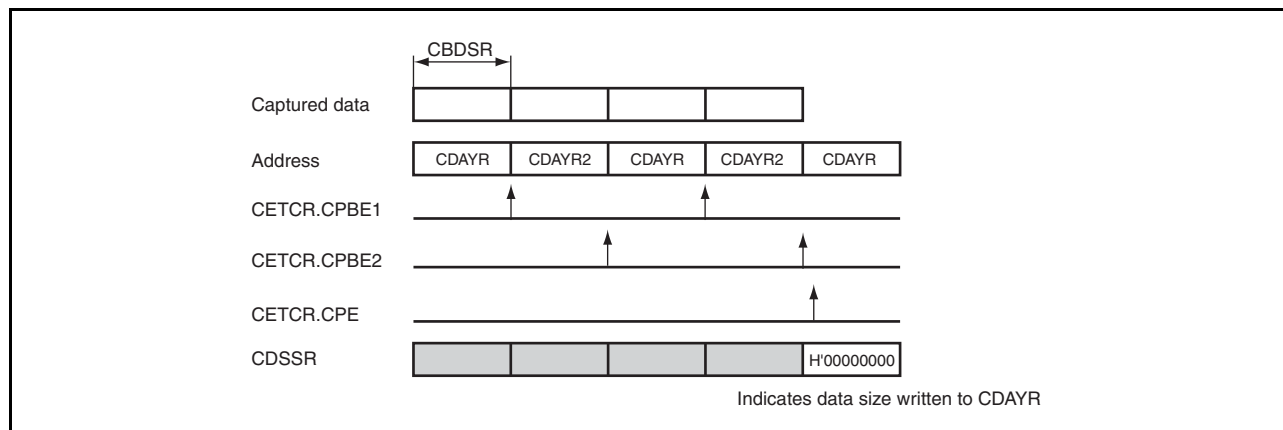 CBDSR
Captured data
Address CDAYR CDAYR2 CDAYR CDAYR2 CDAYR
CETCR.CPBE1
CETCR.CPBE2
CETCR.CPE
CDSSR H'00000000
Indicates data size written to CDAYR